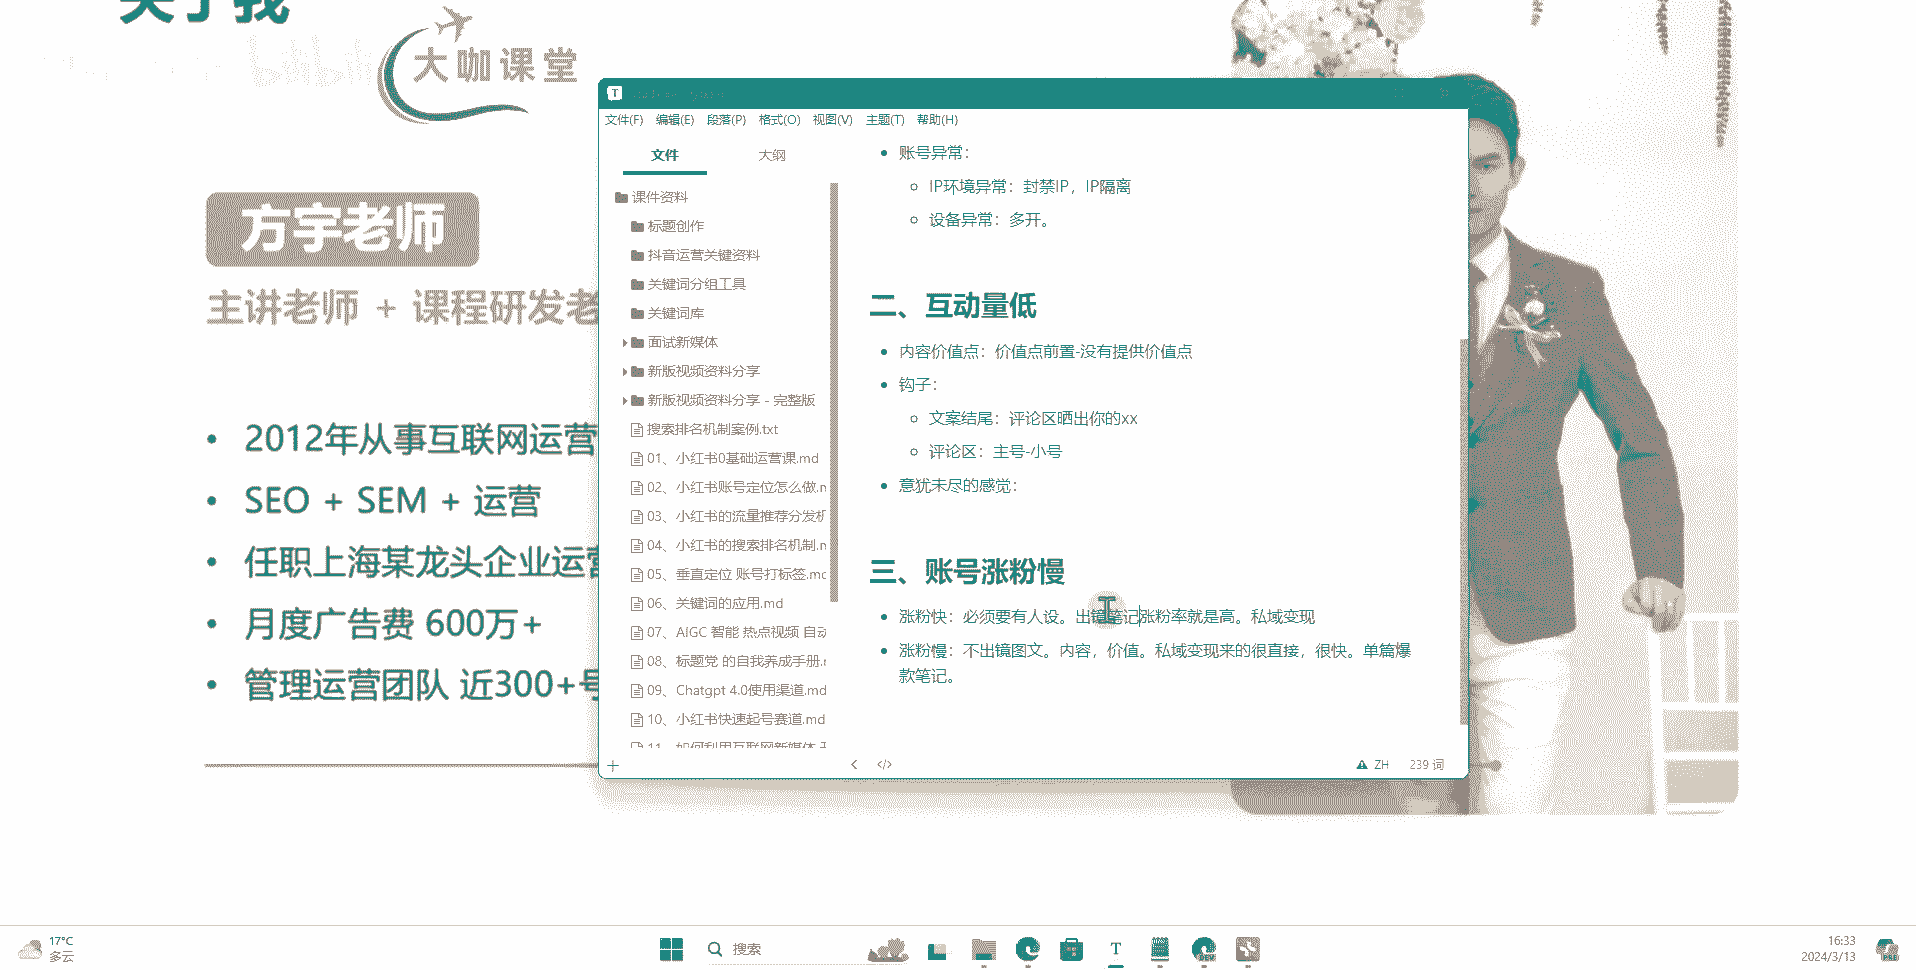 关于我
bilibili
大咖课堂
方宇老师
主讲老师 + 课程研发老
2012年从事互联网运营
SEO + SEM + 运营
任职上海某龙头企业运营
月度广告费 600万+
管理运营团队 近300+号
文件(F) 编辑(E) 段落(P) 格式(O) 视图(V) 主题(T) 帮助(H)
文件 大纲
课件资料
标题创作
抖音运营关键资料
关键词分组工具
关键词库
面试新媒体
新版视频资料分享
新版视频资料分享 - 完整版
搜索排名机制案例.txt
01、小红书0基础运营课.md
02、小红书账号定位怎么做.m
03、小红书的流量推荐分发机
04、小红书的搜索排名机制.m
05、垂直定位 账号打标签.md
06、关键词的应用.md
07、AIGC 智能 热点视频 自动
08、标题党 的自我养成手册.m
09、Chatgpt 4.0使用渠道.md
10、小红书快速起号赛道.md
11、如何利用互联网新媒体
账号异常：
IP环境异常：封禁IP，IP隔离
设备异常：多开。
二、互动量低
内容价值点：价值点前置-没有提供价值点
钩子：
文案结尾：评论区晒出你的xx
评论区：主号-小号
意犹未尽的感觉：
三、账号涨粉慢
涨粉快：必须要有人设。出镜笔记涨粉率就是高。私域变现
涨粉慢：不出镜图文。内容，价值。私域变现来的很直接，很快。单篇爆
款笔记。
ZH 239 词
17°C
多云
搜索
16:33
2024/3/13